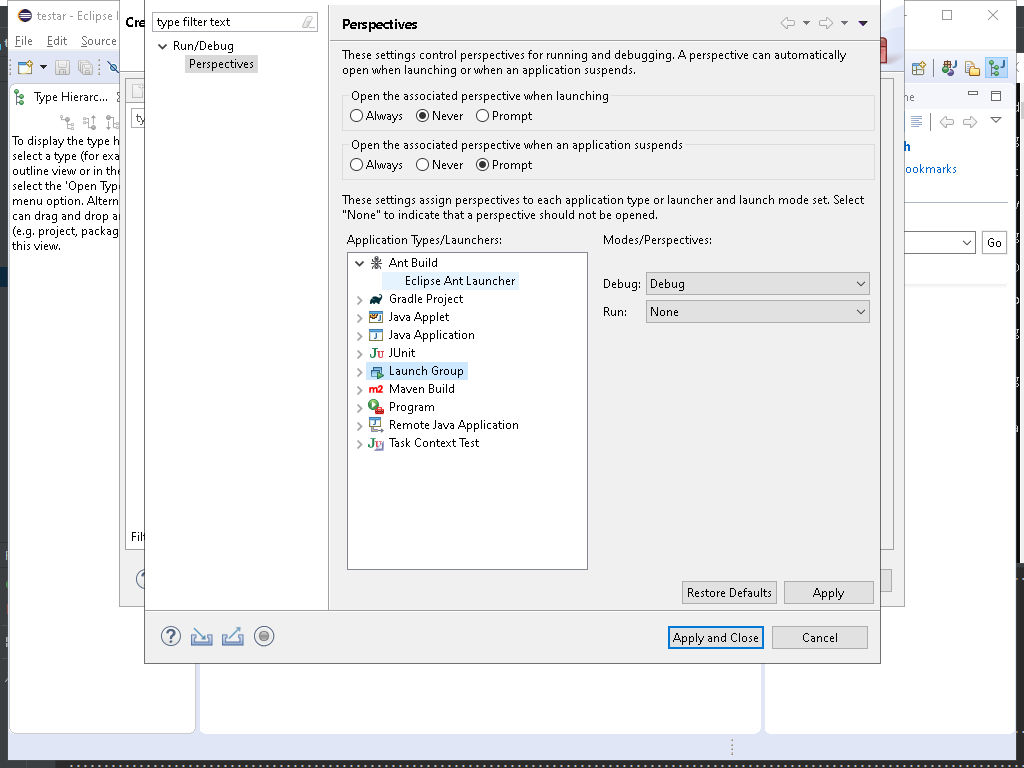 testar - Eclipse I
File Edit Source
Type Hierarc...
To display the type h
select a type (for exa
outline view or in the
select the 'Open Type
menu option. Altern
can drag and drop an
(e.g. project, packag
this view.
Cre
ty
Filt
type filter text
Run/Debug
Perspectives
Perspectives
These settings control perspectives for running and debugging. A perspective can automatically
open when launching or when an application suspends.
Open the associated perspective when launching
Always Never Prompt
Open the associated perspective when an application suspends
Always Never Prompt
These settings assign perspectives to each application type or launcher and launch mode set. Select
"None" to indicate that a perspective should not be opened.
Application Types/Launchers:
Modes/Perspectives:
Ant Build
Eclipse Ant Launcher
Gradle Project
Java Applet
Java Application
JUnit
Launch Group
Maven Build
Program
Remote Java Application
Task Context Test
Debug: Debug
Run: None
Restore Defaults
Apply
Apply and Close
Cancel
ne
h
ookmarks
Go